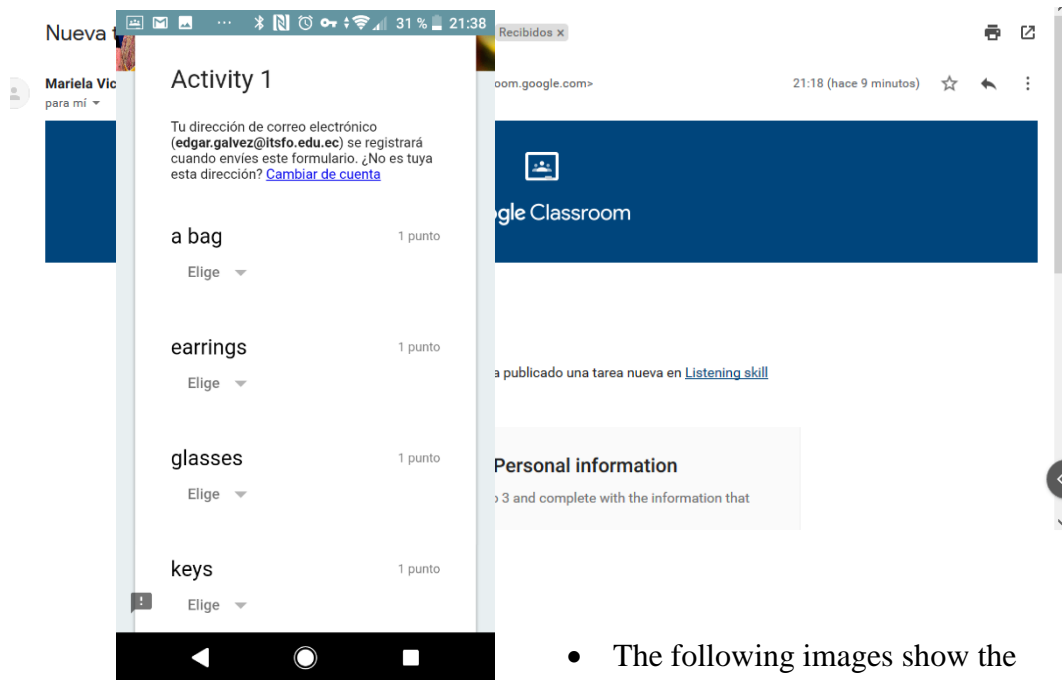 Nueva
Recibidos x
Mariela Vic
oom.google.com>
21:18 (hace 9 minutos)
para mí
gle Classroom
a publicado una tarea nueva en Listening skill
Personal information
3 and complete with the information that
31 % 21:38
Activity 1
Tu dirección de correo electrónico
(edgar.galvez@itsfo.edu.ec) se registrará
cuando envíes este formulario. ¿No es tuya
esta dirección? Cambiar de cuenta
a bag 1 punto
Elige
earrings 1 punto
Elige
glasses 1 punto
Elige
keys 1 punto
Elige
• The following images show the